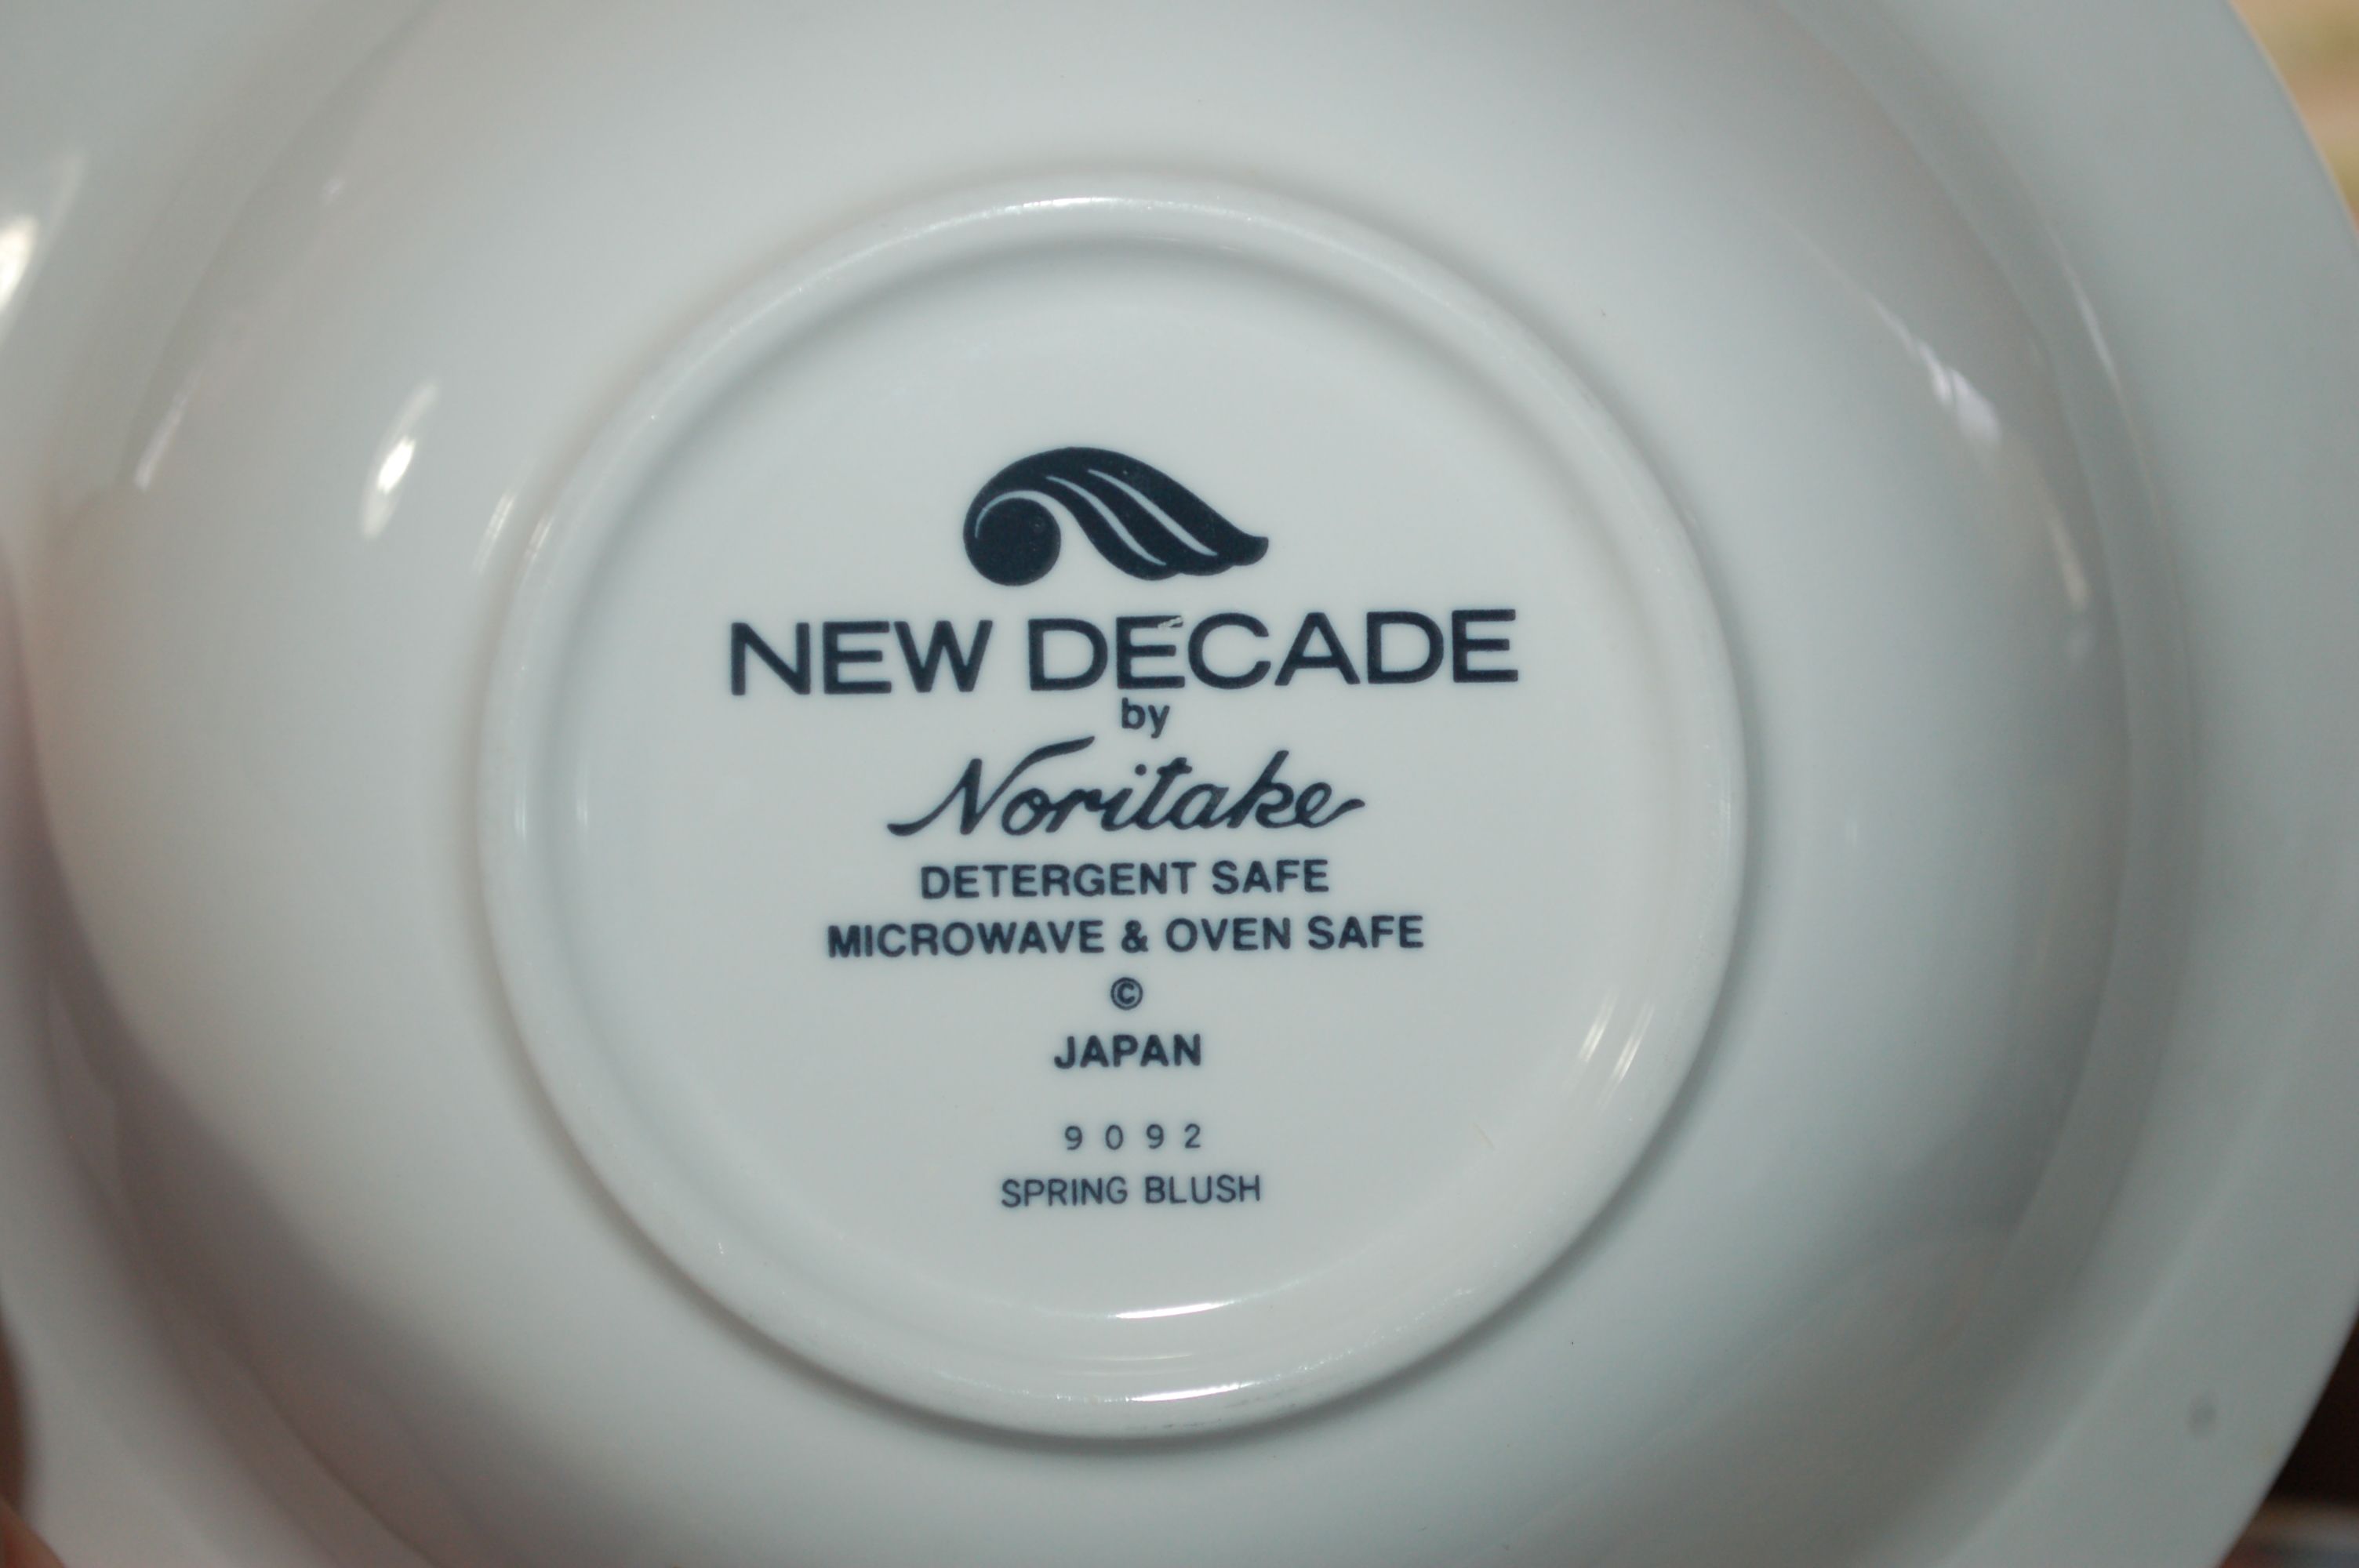 NEW DECADE
by
Noritake
DETERGENT SAFE
MICROWAVE & OVEN SAFE
©
JAPAN
9092
SPRING BLUSH